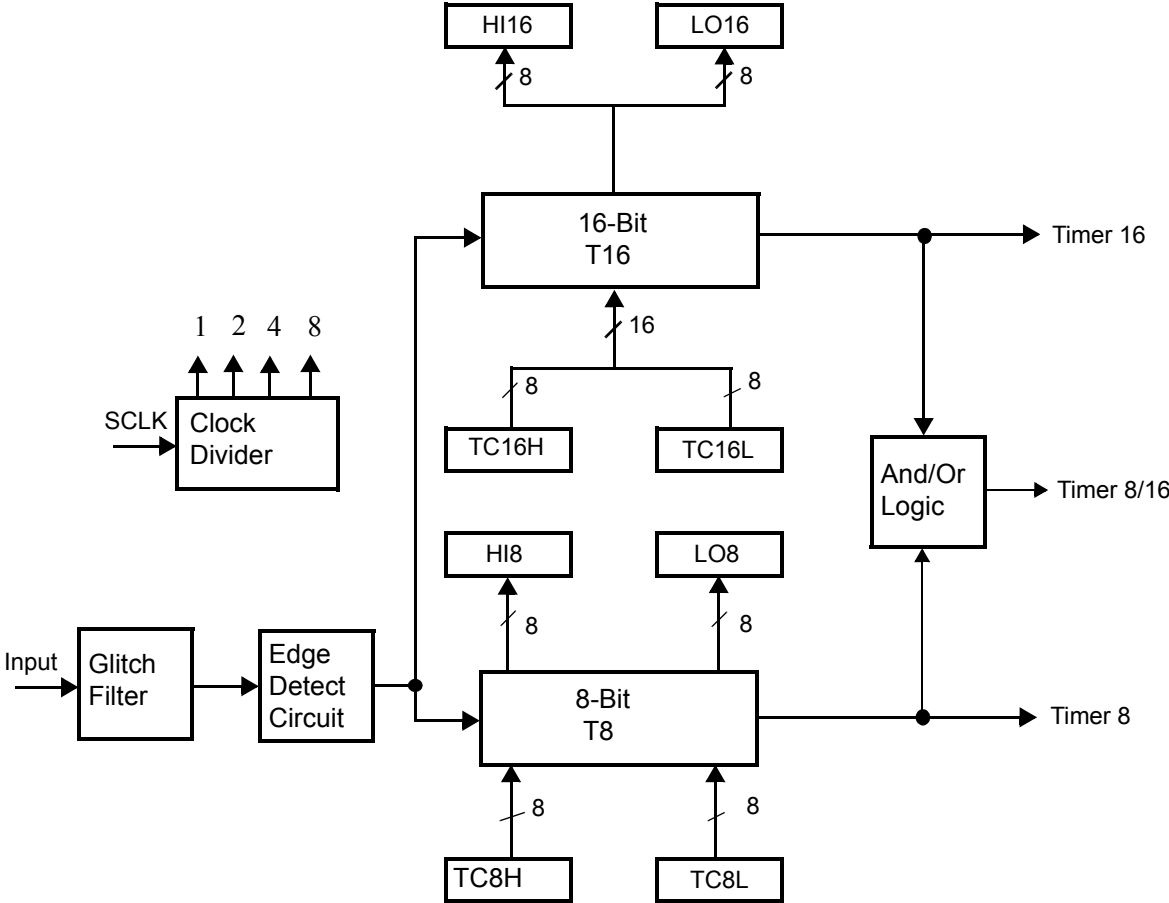 HI16
LO16
8
8
16-Bit
T16
Timer 16
16
1 2 4 8
8
8
SCLK
Clock
Divider
TC16H
TC16L
And/Or
Logic
Timer 8/16
HI8
LO8
8
8
Input
Glitch
Filter
Edge
Detect
Circuit
8-Bit
T8
Timer 8
8
8
TC8H
TC8L